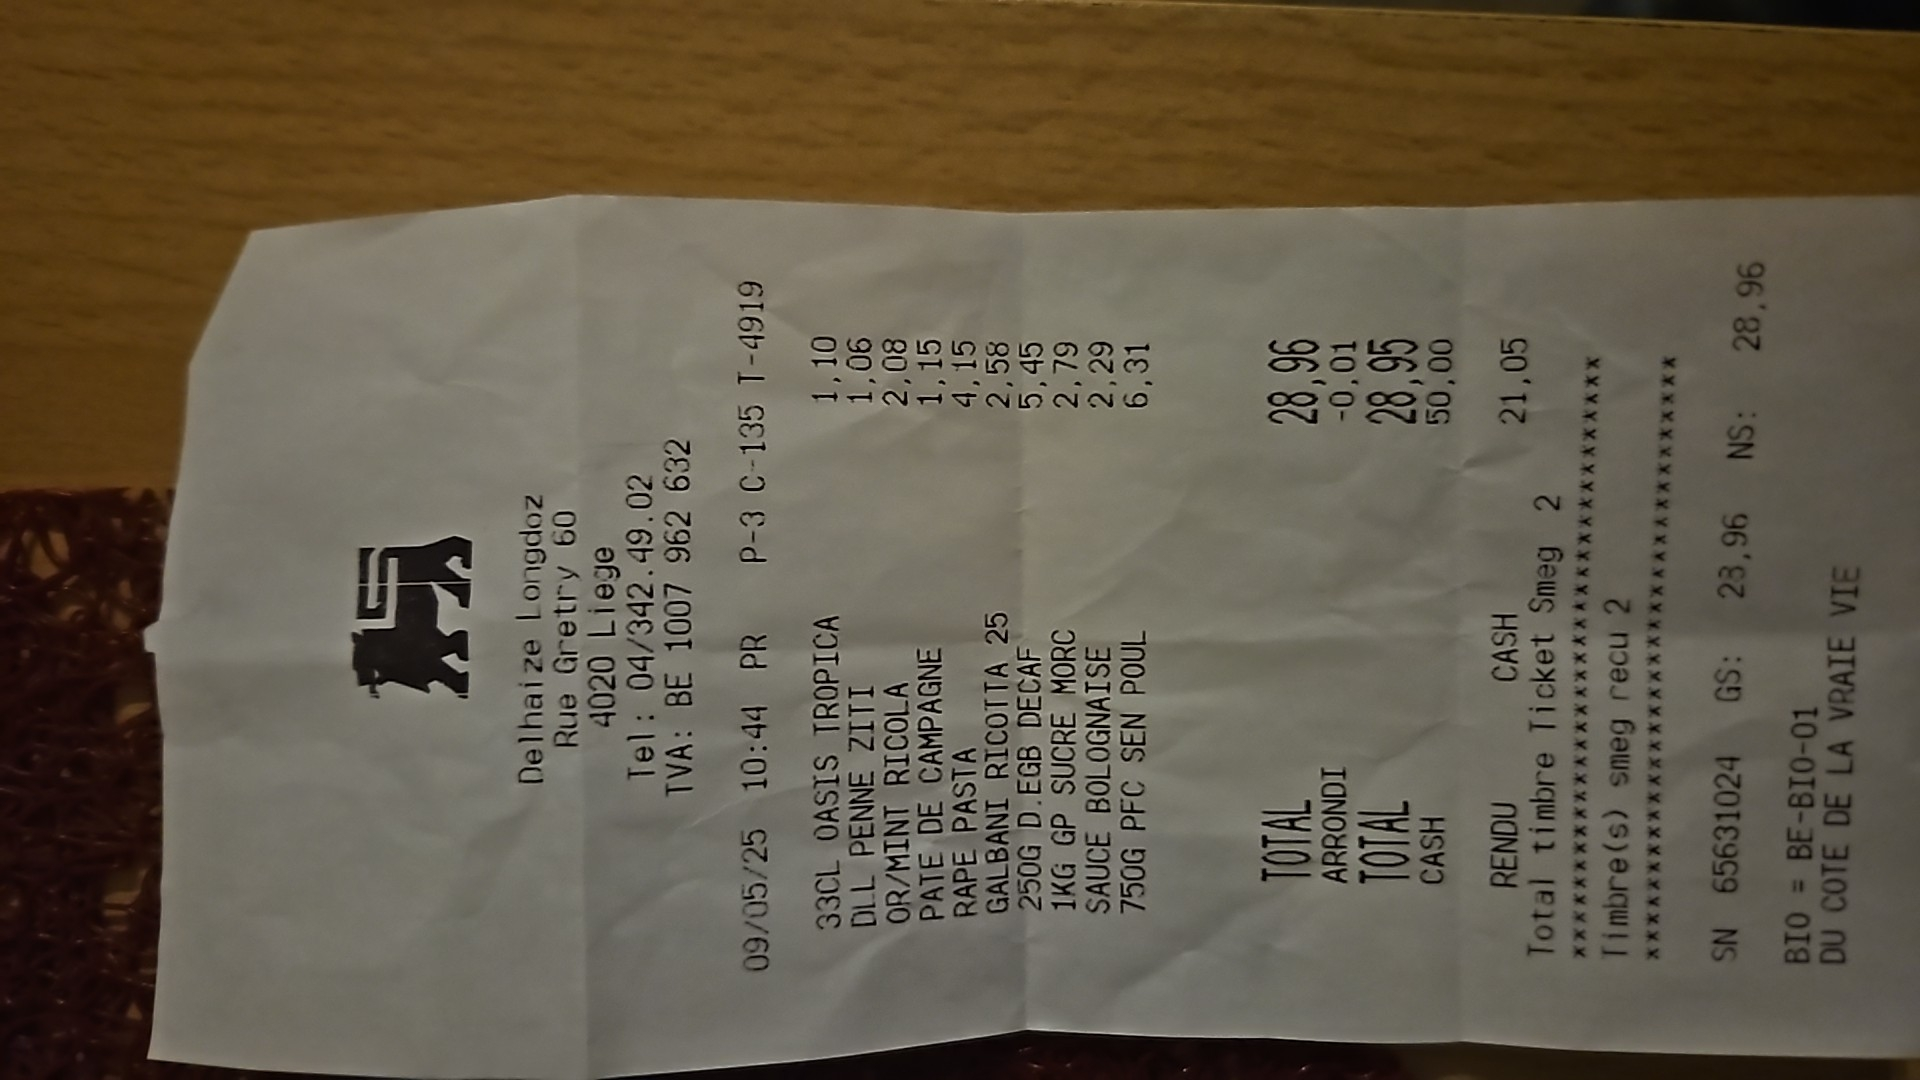 Delhaize Longdoz
Rue Gretry 60
4020 Liege
Tel : 04/342.49.02
TVA: BE 1007 962 632
09/05/25 10:44 PR P-3 C-135 T-4919
33CL OASIS TROPICA 1,10
DLL PENNE ZITI 1,06
OR/MINT RICOLA 2,08
PATE DE CAMPAGNE 1,15
RAPE PASTA 4,15
GALBANI RICOTTA 25 2,58
250G D.EGB DECAF 5,45
1KG GP SUCRE MORC 2,79
SAUCE BOLOGNAISE 2,29
750G PFC SEN POUL 6,31
TOTAL 28,96
ARRONDI -0,01
TOTAL 28,95
CASH 50,00
RENDU CASH 21,05
Total timbre Ticket Smeg 2
xxxxxxxxxxxxxxxxxxxxxxxxxxxxxxxxxxxxxx
Timbre(s) smeg recu 2
xxxxxxxxxxxxxxxxxxxxxxxxxxxxxxxxxxxxxx
SN 65631024 GS: 28,96 NS: 28,96
BIO = BE-BIO-01
DU COTE DE LA VRAIE VIE